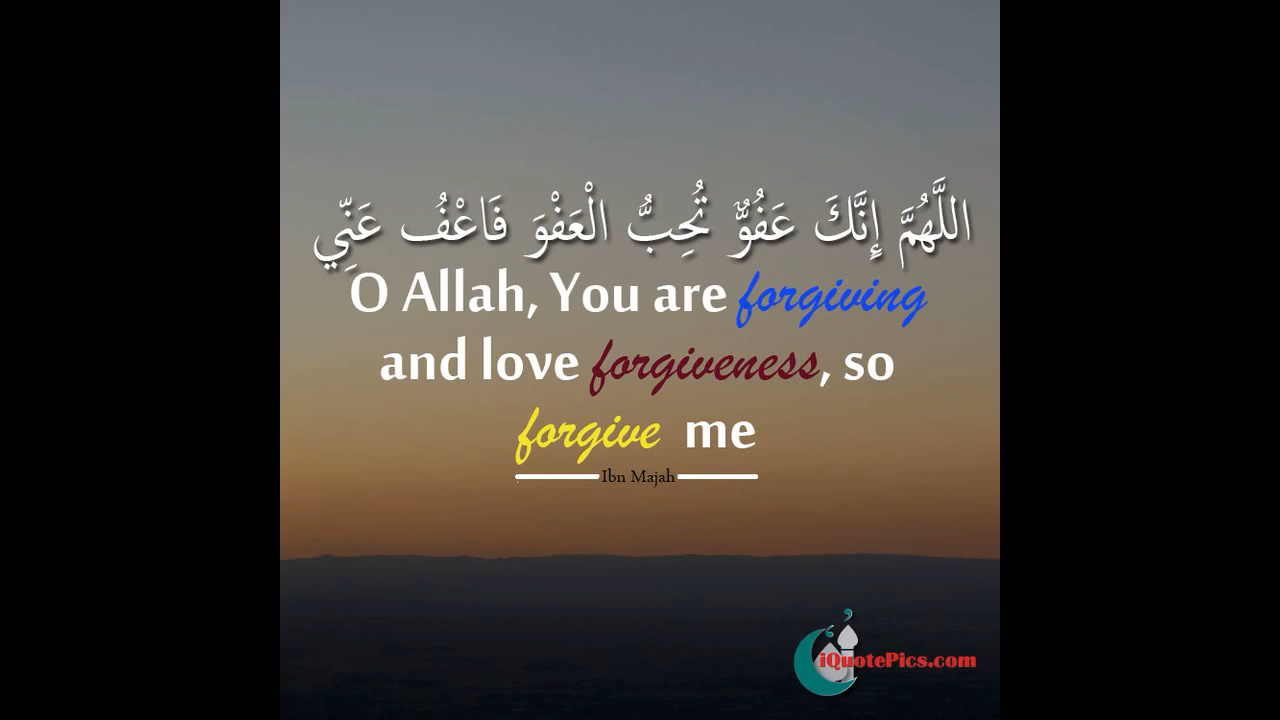 اللَّهُمَّ إِنَّكَ عَفُوٌّ تُحِبُّ الْعَفْوَ فَاعْفُ عَنِّي
O Allah, You are forgiving
and love forgiveness, so
forgive me
Ibn Majah
iQuotePics.com